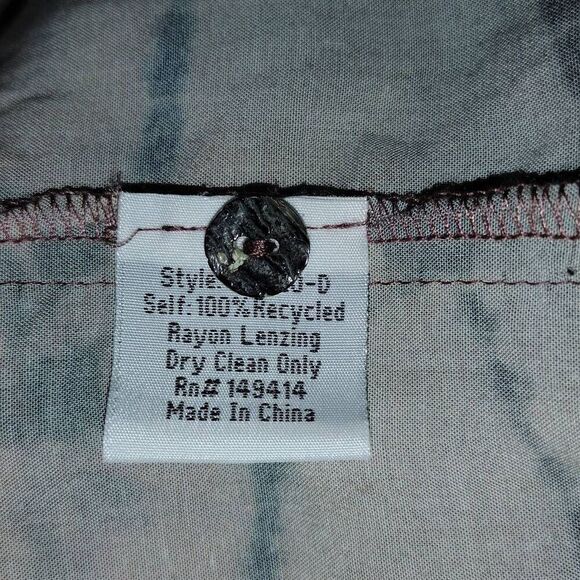 Style
Self: 100% Recycled
Rayon Lenzing
Dry Clean Only
Rn# 149414
Made In China